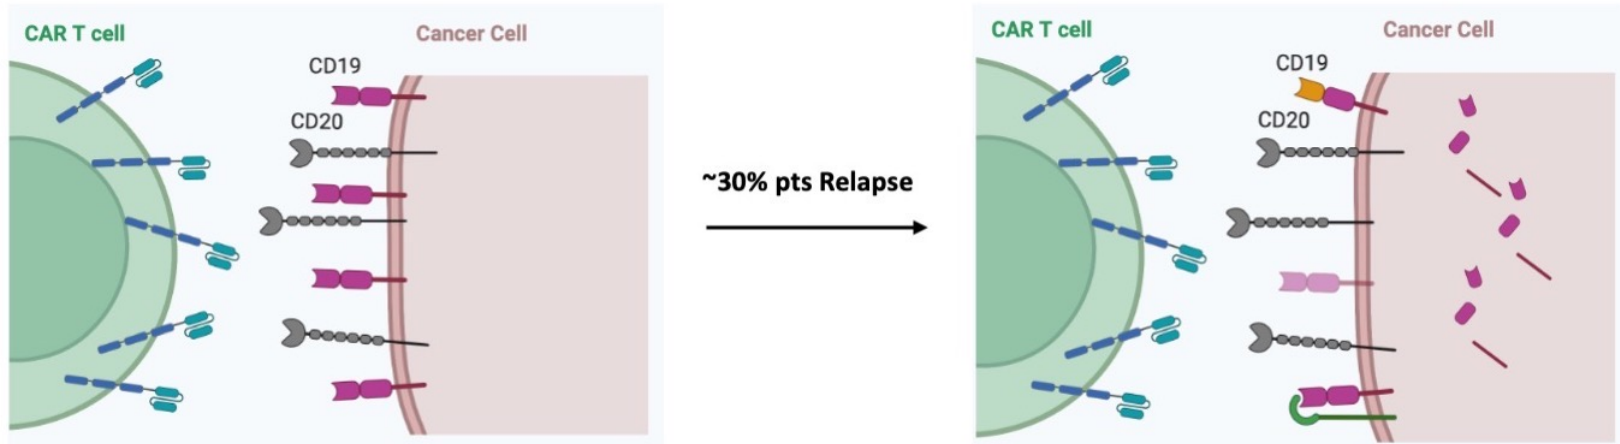 CAR T cell
Cancer Cell
CD19
CD20
~30% pts Relapse
CAR T cell
Cancer Cell
CD19
CD20